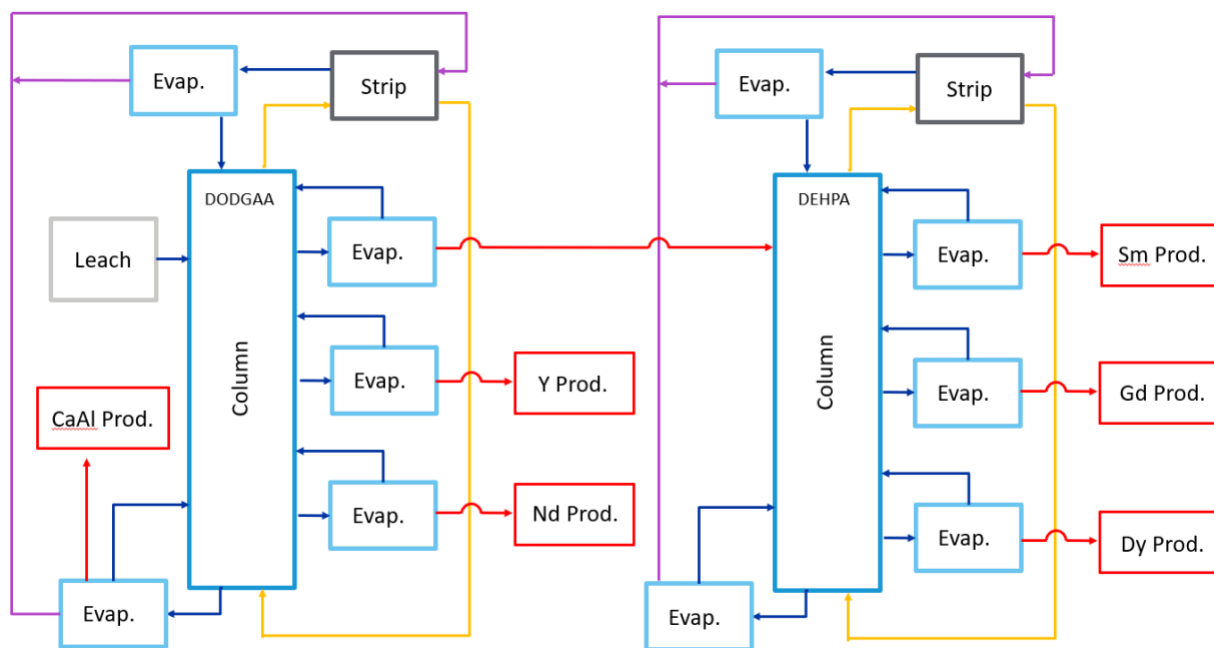 Evap.
Strip
Evap.
Strip
DODGAA
DEHPA
Leach
Evap.
Evap.
Sm Prod.
Column
Column
Evap.
Y Prod.
Evap.
Gd Prod.
CaAl Prod.
Evap.
Nd Prod.
Evap.
Dy Prod.
Evap.
Evap.